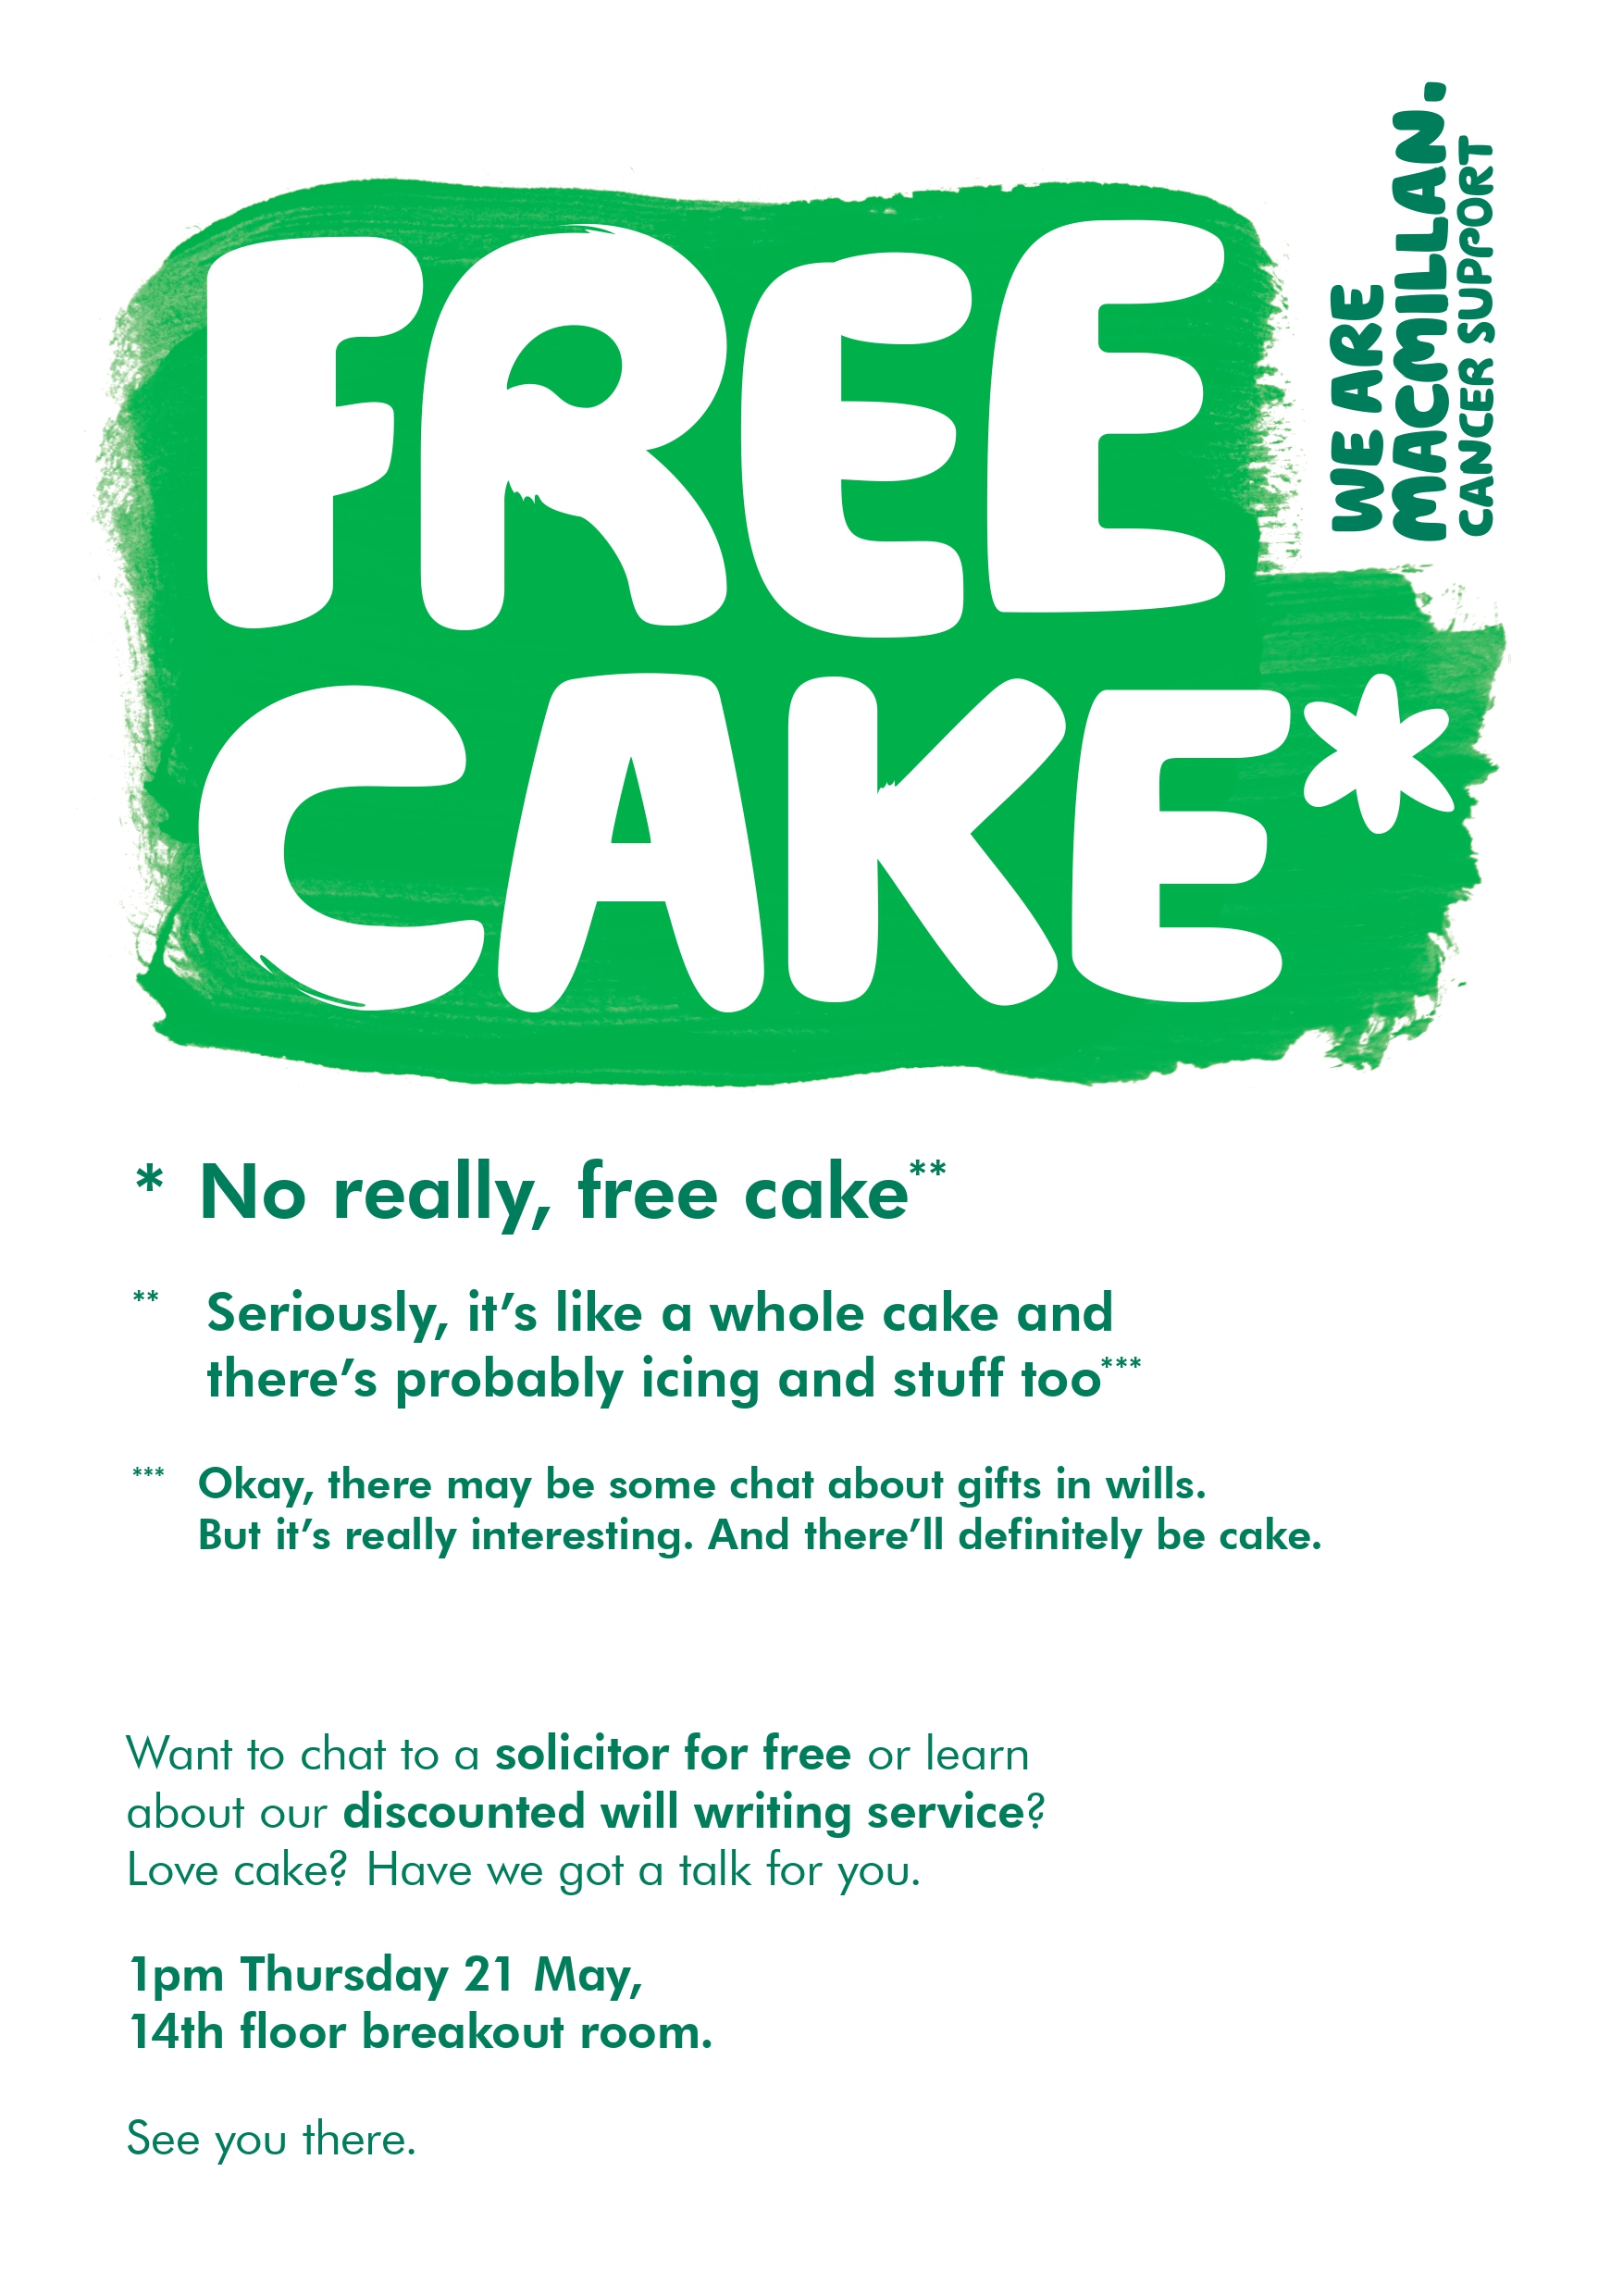 WE ARE
MACMILLAN.
CANCER SUPPORT
FREE
CAKE*
* No really, free cake**
** Seriously, it’s like a whole cake and
there’s probably icing and stuff too***
*** Okay, there may be some chat about gifts in wills.
But it’s really interesting. And there’ll definitely be cake.
Want to chat to a solicitor for free or learn
about our discounted will writing service?
Love cake? Have we got a talk for you.
1pm Thursday 21 May,
14th floor breakout room.
See you there.